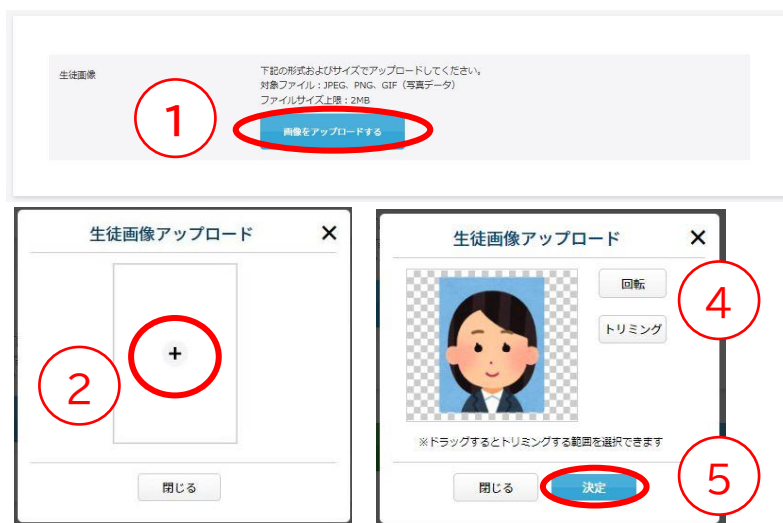 生徒画像
下記の形式およびサイズでアップロードしてください。
対象ファイル：JPEG、PNG、GIF（写真データ）
ファイルサイズ上限：2MB
1
画像をアップロードする
生徒画像アップロード ×
+
2
閉じる
生徒画像アップロード ×
回転
4
トリミング
※ドラッグするとトリミングする範囲を選択できます
閉じる
決定
5